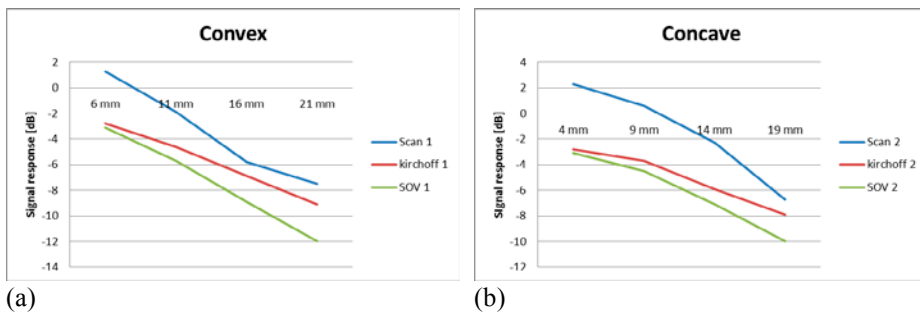 Convex
Signal response [dB]
2
0
-2
-4
-6
-8
-10
-12
-14
6 mm 11 mm 16 mm 21 mm
Scan 1
kirchoff 1
SOV 1
(a)
Concave
Signal response [dB]
4
2
0
-2
-4
-6
-8
-10
-12
4 mm 9 mm 14 mm 19 mm
Scan 2
kirchoff 2
SOV 2
(b)